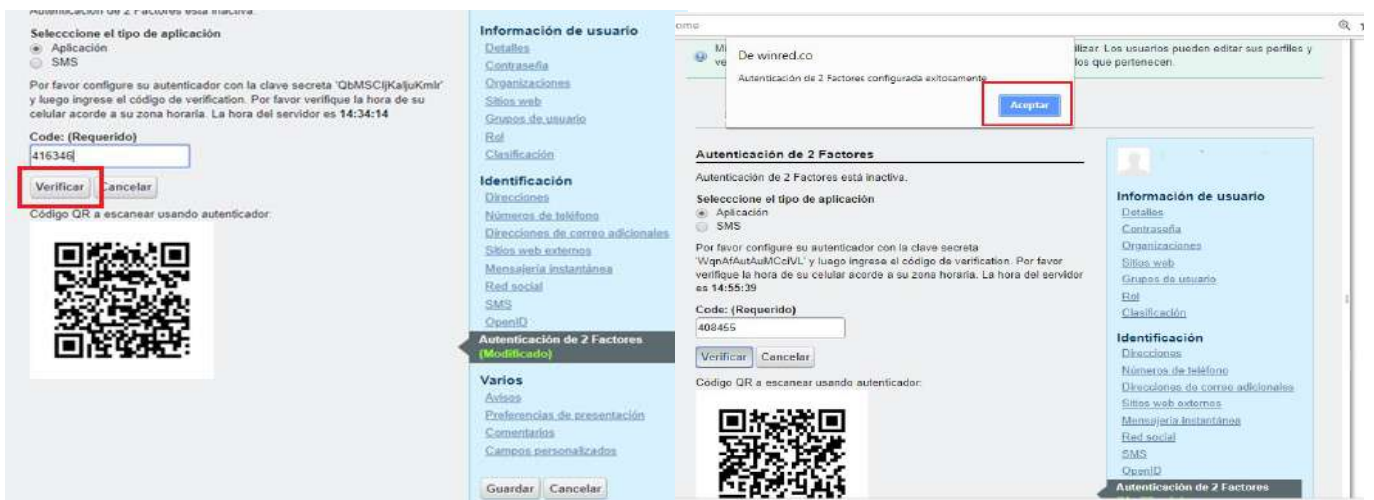 Autenticación de 2 Factores está inactiva.
Selecccione el tipo de aplicación
Aplicación
SMS
Por favor configure su autenticador con la clave secreta 'QbMSCIjKaljuKmIr'
y luego ingrese el código de verification. Por favor verifique la hora de su
celular acorde a su zona horaria. La hora del servidor es 14:34:14
Code: (Requerido)
416346
Verificar Cancelar
Código QR a escanear usando autenticador:
Información de usuario
Detalles
Contraseña
Organizaciones
Sitios web
Grupos de usuario
Rol
Clasificación
Identificación
Direcciones
Números de teléfono
Direcciones de correo adicionales
Sitios web externos
Mensajería instantánea
Red social
SMS
OpenID
Autenticación de 2 Factores
(Modificado)
Varios
Avisos
Preferencias de presentación
Comentarios
Campos personalizados
Guardar Cancelar
De winred.co
Autenticación de 2 Factores configurada exitosamente
Aceptar
Los usuarios pueden editar sus perfiles y
los que pertenecen.
Autenticación de 2 Factores
Autenticación de 2 Factores está inactiva.
Selecccione el tipo de aplicación
Aplicación
SMS
Por favor configure su autenticador con la clave secreta
'WqnAfAutAuMCciVL' y luego ingrese el código de verification. Por favor
verifique la hora de su celular acorde a su zona horaria. La hora del servidor
es 14:55:39
Code: (Requerido)
408455
Verificar Cancelar
Código QR a escanear usando autenticador:
Información de usuario
Detalles
Contraseña
Organizaciones
Sitios web
Grupos de usuario
Rol
Clasificación
Identificación
Direcciones
Números de teléfono
Direcciones de correo adicionales
Sitios web externos
Mensajería instantánea
Red social
SMS
OpenID
Autenticación de 2 Factores